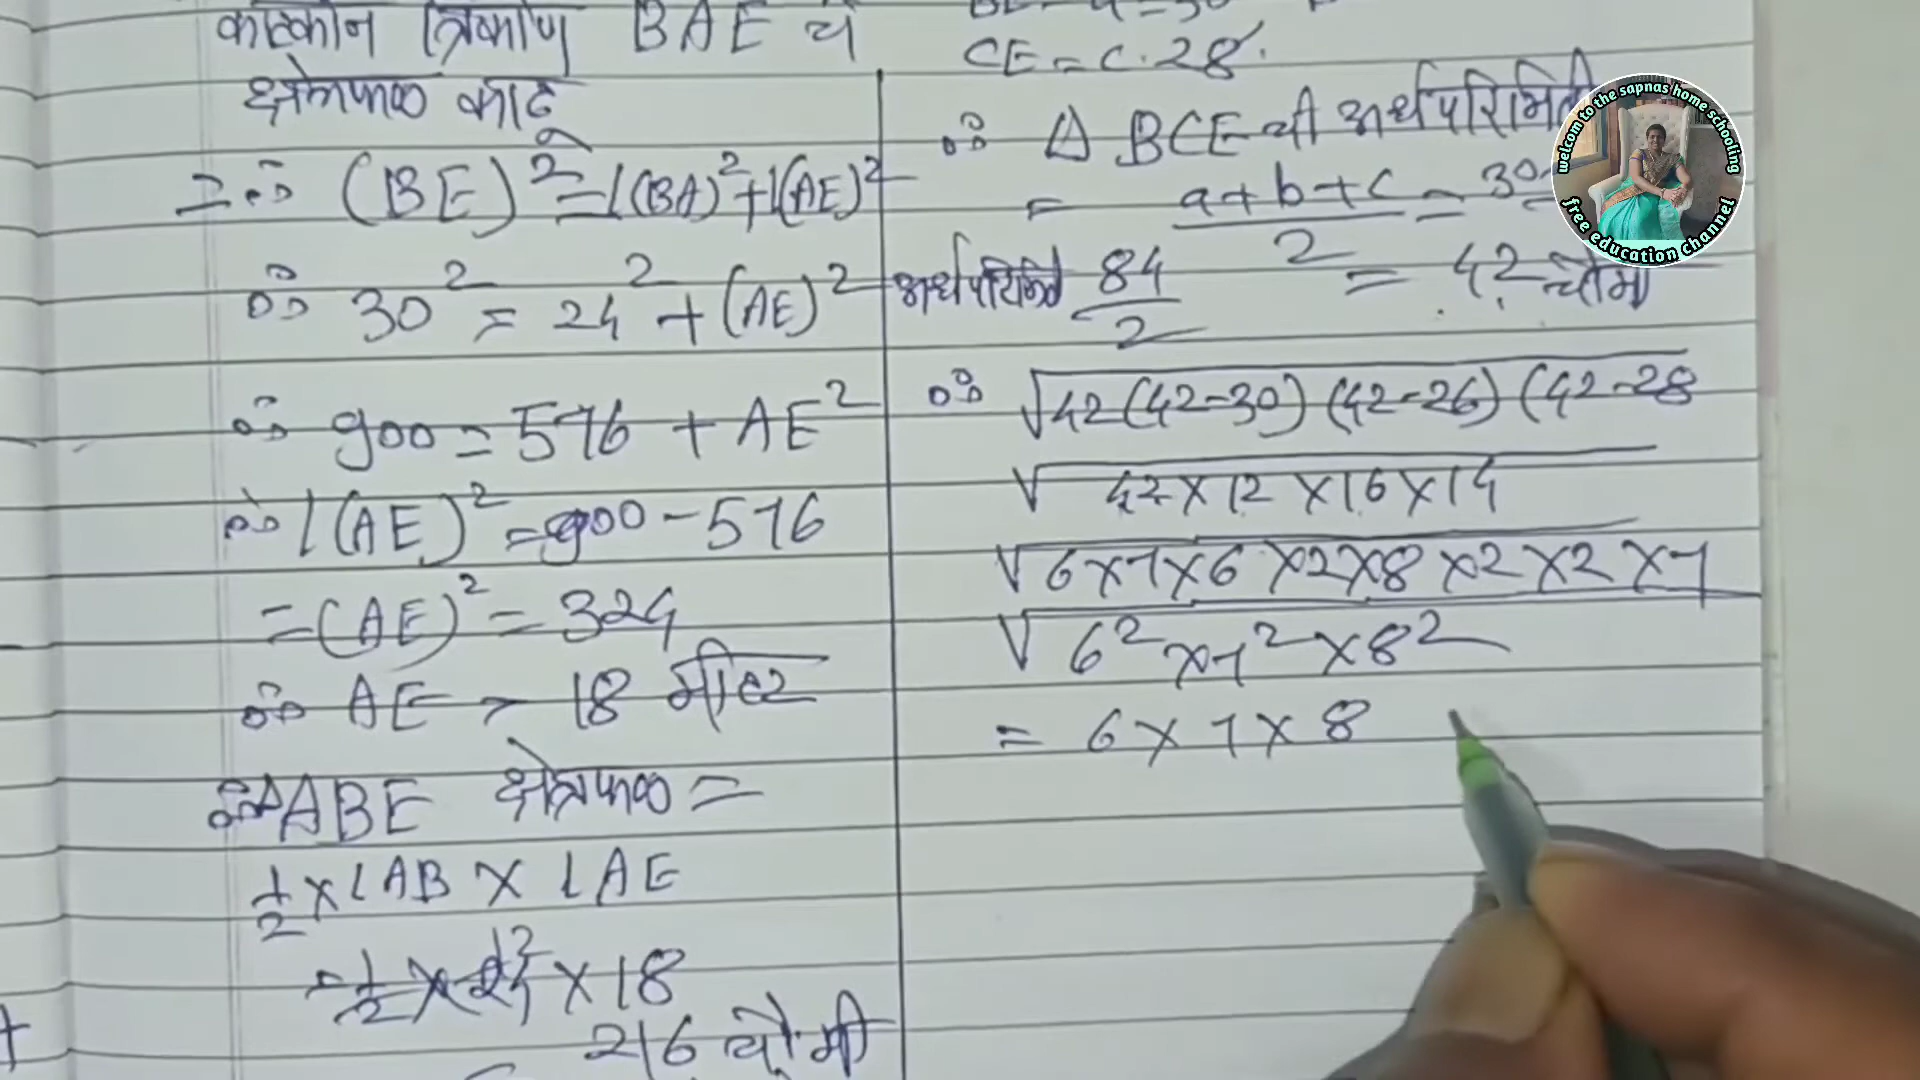 काटकोन त्रिकोण BAE चे
क्षेत्रफळ काढू
=∴ (BE)² = l(BA)² + l(AE)²
∴ 30² = 24² + (AE)²
∴ 900 = 576 + AE²
∴ l(AE)² = 900 - 576
= (AE)² = 324
∴ AE = 18 मीटर
∴ ABE क्षेत्रफळ =
1/2 × lAB × lAE
= 1/2 × 24 12 × 18
216 चौ.मी
CE = c. 28.
∴ △ BCE ची अर्धपरिमिती
= a+b+c/2 = 30
अर्धपरिमिती 84/2 = 42 चौमी
∴ √42(42-30)(42-26)(42-28
√42×12×16×14
√6×7×6×2×8×2×2×7
√6²×7²×8²
= 6×7×8
welcom to the sapnas home schooling
free education channel